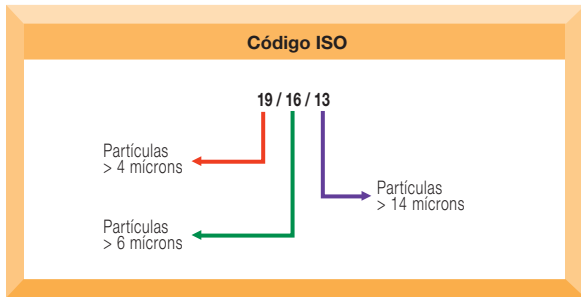 Código ISO
19 / 16 / 13
Partículas
> 4 mícrons
Partículas
> 14 mícrons
Partículas
> 6 mícrons